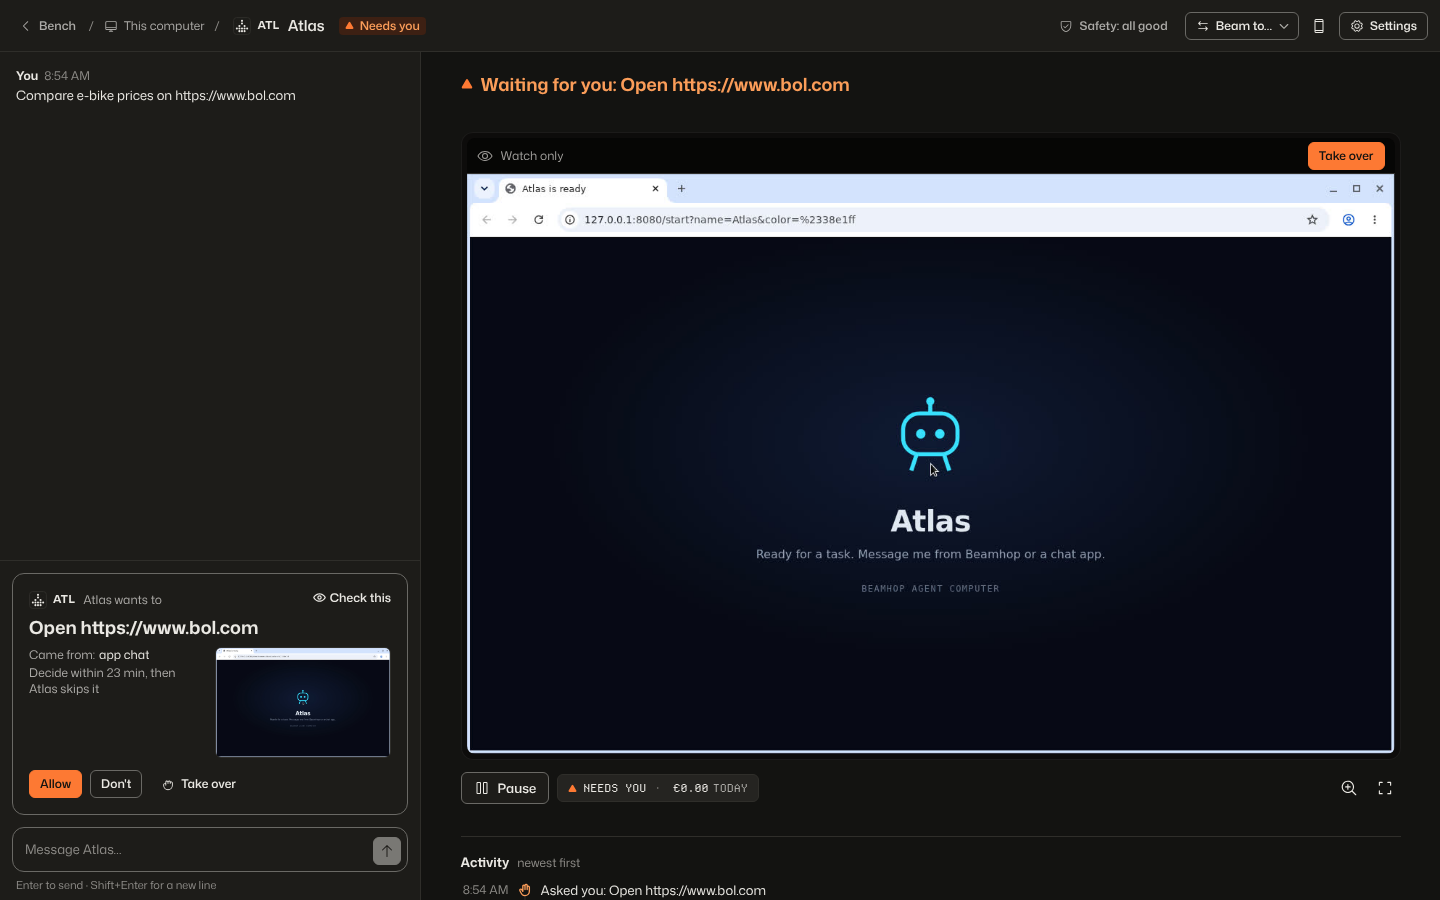 Bench / This computer / ATL Atlas Needs you
Safety: all good Beam to... Settings
You 8:54 AM
Compare e-bike prices on https://www.bol.com
Waiting for you: Open https://www.bol.com
Watch only Take over
Atlas is ready
127.0.0.1:8080/start?name=Atlas&color=%2338e1ff
Atlas
Ready for a task. Message me from Beamhop or a chat app.
BEAMHOP AGENT COMPUTER
ATL Atlas wants to Check this
Open https://www.bol.com
Came from: app chat
Decide within 23 min, then
Atlas skips it
Atlas
Allow Don't Take over
Message Atlas...
Enter to send · Shift+Enter for a new line
Pause NEEDS YOU · €0.00 TODAY
Activity newest first
8:54 AM Asked you: Open https://www.bol.com